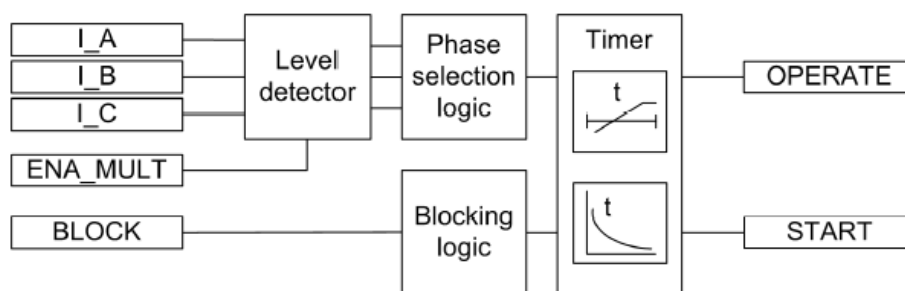 I_A
I_B
I_C
ENA_MULT
BLOCK
Level
detector
Phase
selection
logic
Blocking
logic
Timer
t
t
OPERATE
START